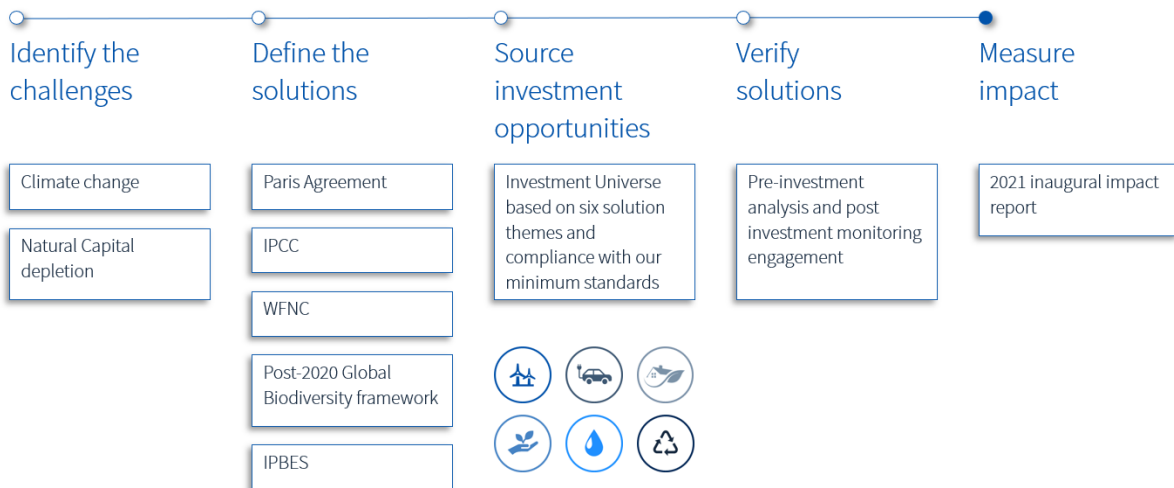 Identify the
challenges
Define the
solutions
Source
investment
opportunities
Verify
solutions
Measure
impact
Climate change
Natural Capital
depletion
Paris Agreement
IPCC
WFNC
Post-2020 Global
Biodiversity framework
IPBES
Investment Universe
based on six solution
themes and
compliance with our
minimum standards
Pre-investment
analysis and post
investment monitoring
engagement
2021 inaugural impact
report